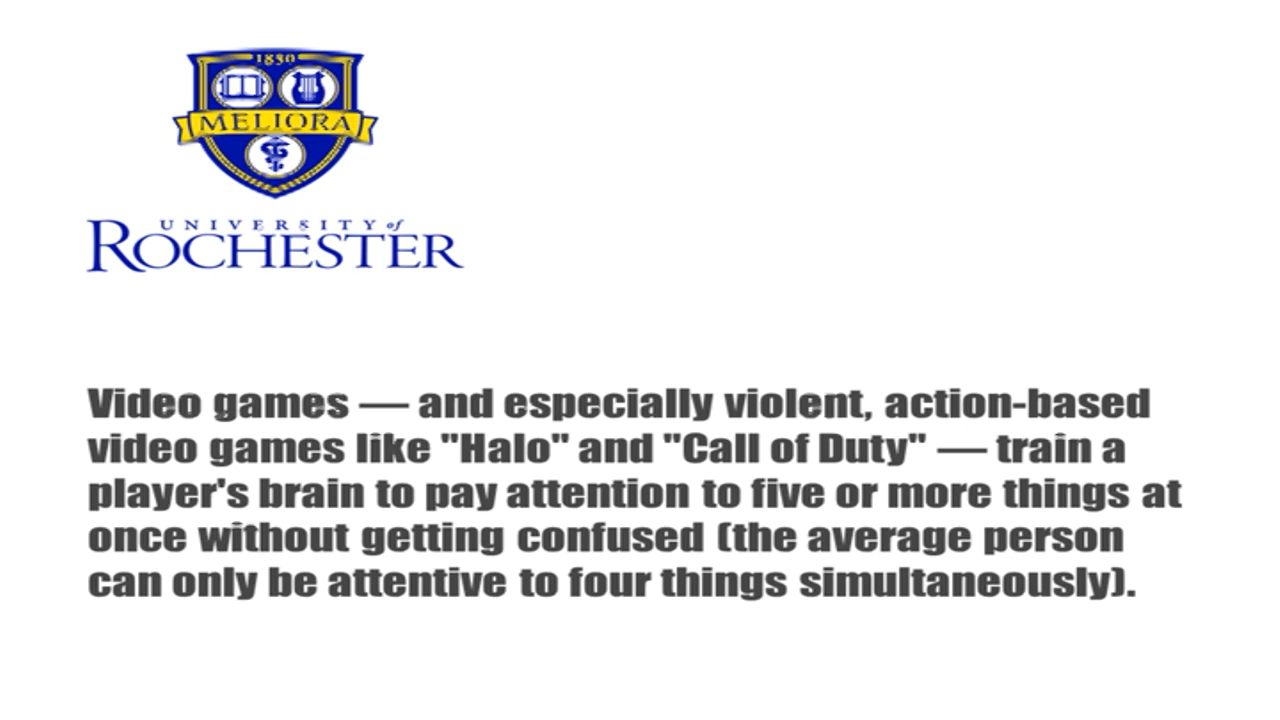 1850
MELIORA
UNIVERSITY of
ROCHESTER
Video games — and especially violent, action-based
video games like "Halo" and "Call of Duty" — train a
player's brain to pay attention to five or more things at
once without getting confused (the average person
can only be attentive to four things simultaneously).